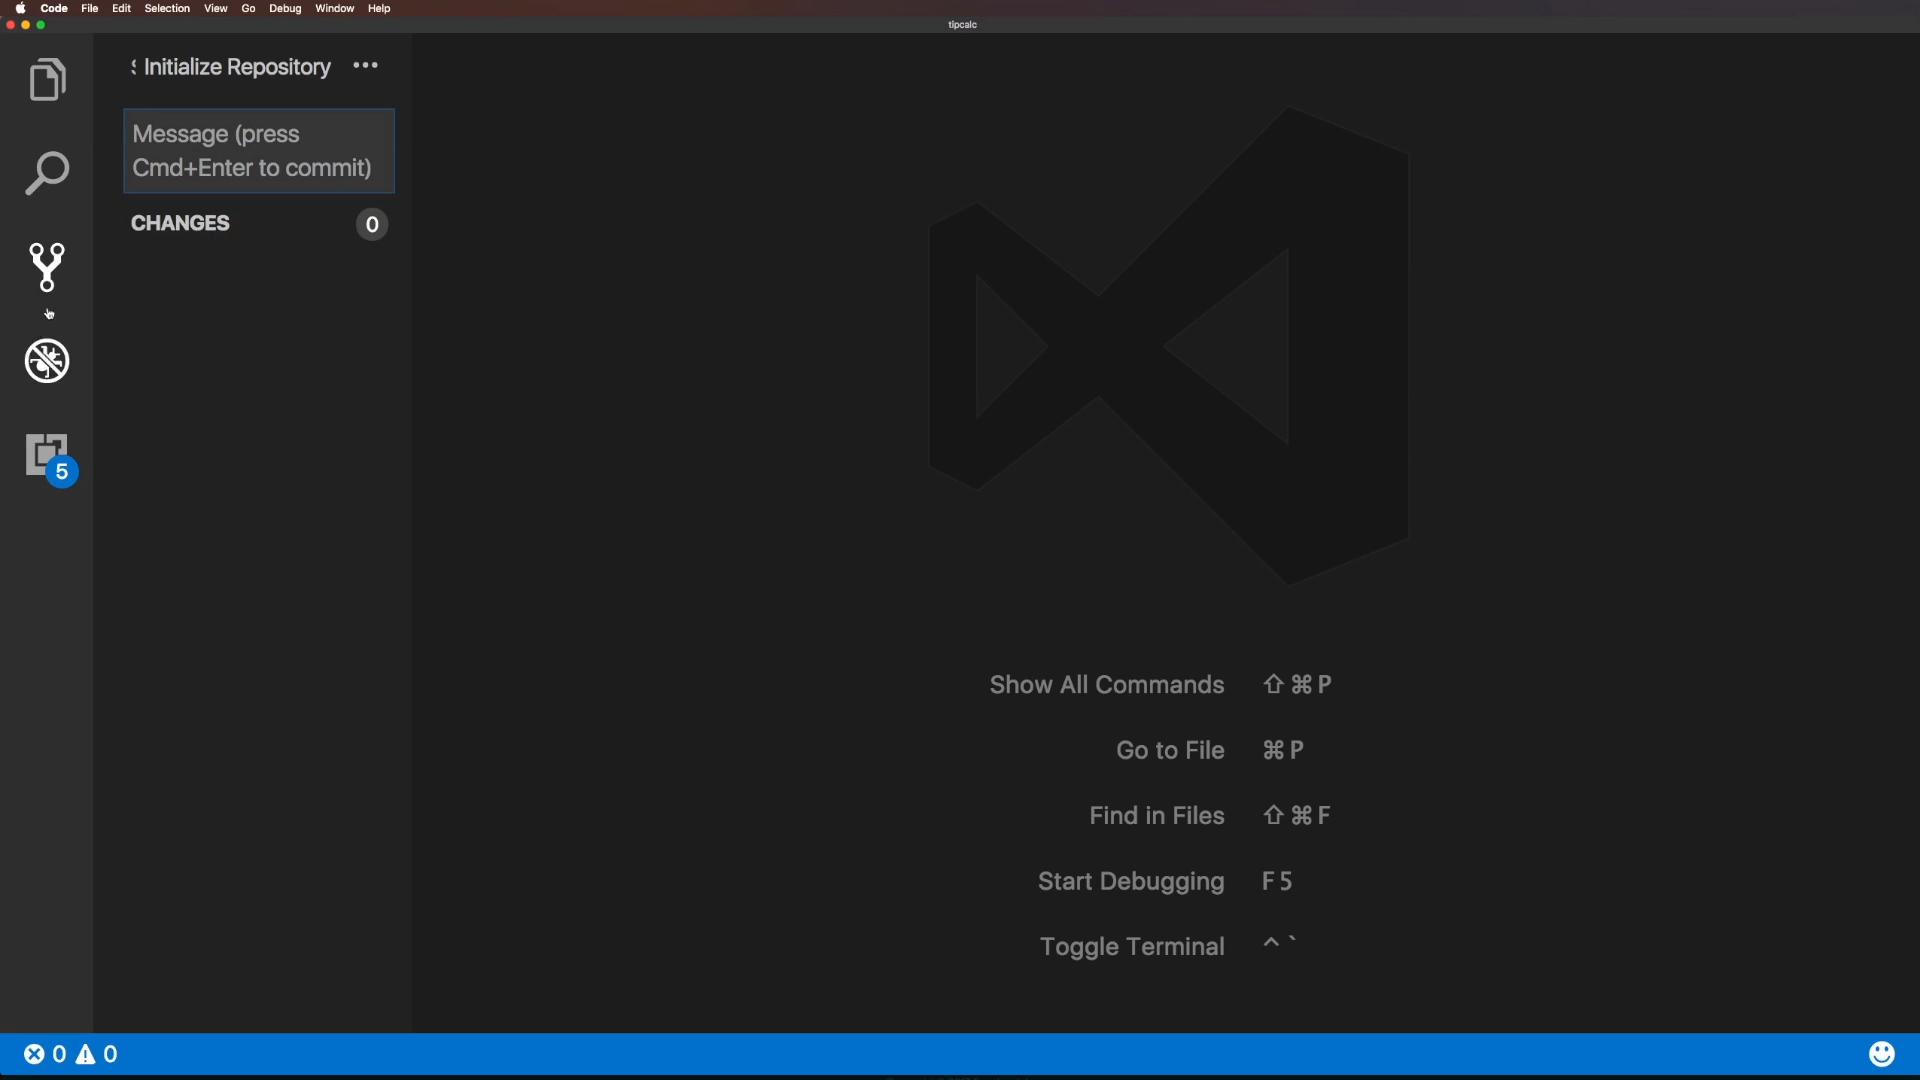 Code File Edit Selection View Go Debug Window Help
tipcalc
Initialize Repository •••
Message (press
Cmd+Enter to commit)
CHANGES 0
5
Show All Commands ⇧⌘P
Go to File ⌘P
Find in Files ⇧⌘F
Start Debugging F5
Toggle Terminal ^`
0 0